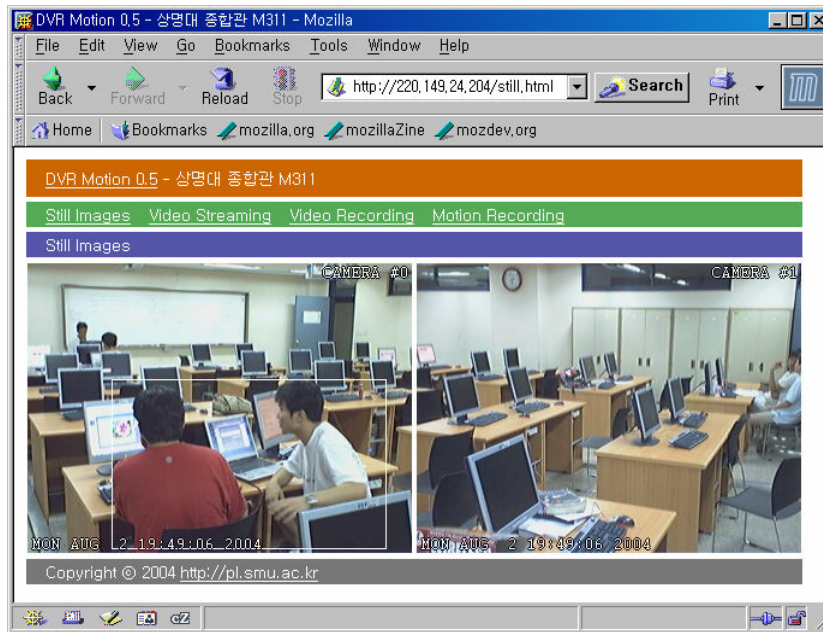 DVR Motion 0,5 - 상명대 종합관 M311 - Mozilla
File Edit View Go Bookmarks Tools Window Help
Back Forward Reload Stop http://220,149,24,204/still,html Search Print
Home Bookmarks mozilla,org mozillaZine mozdev,org
DVR Motion 0.5 - 상명대 종합관 M311
Still Images Video Streaming Video Recording Motion Recording
Still Images
CAMERA #0
MON AUG 2 19:49:06 2004
CAMERA #1
MON AUG 2 19:49:06 2004
Copyright © 2004 http://pl.smu.ac.kr
cZ